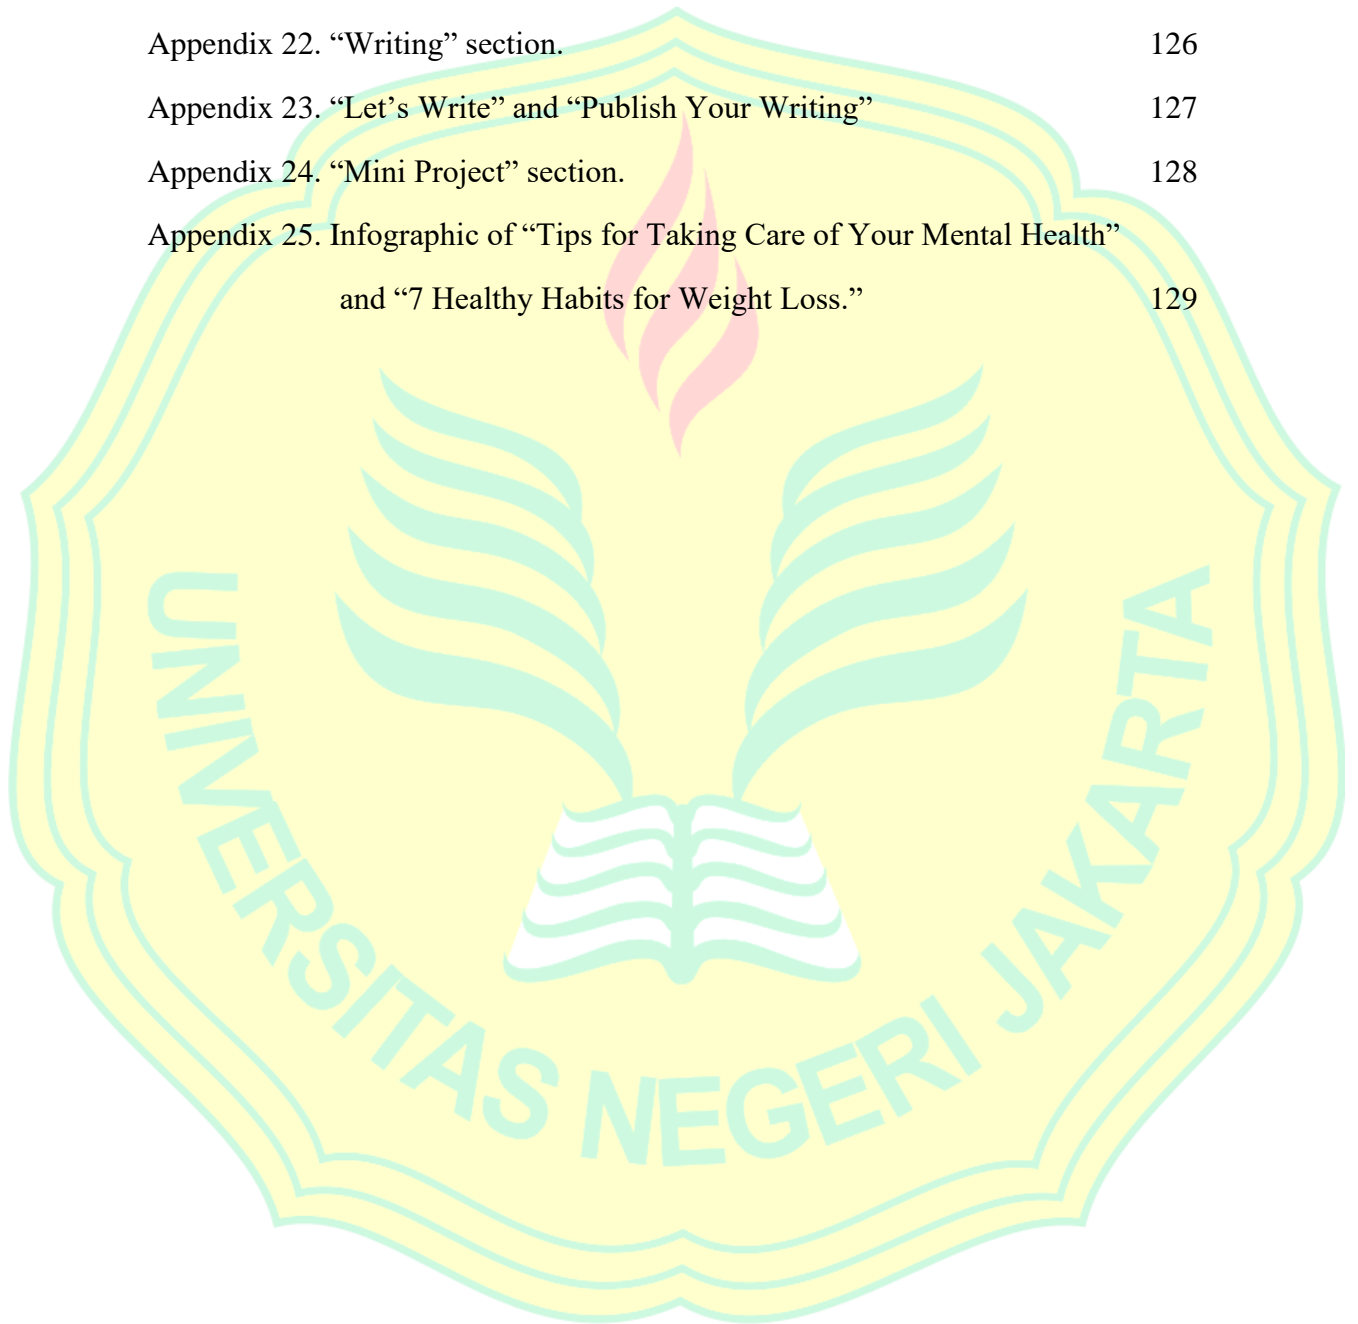 Appendix 22. “Writing” section. 126
Appendix 23. “Let’s Write” and “Publish Your Writing” 127
Appendix 24. “Mini Project” section. 128
Appendix 25. Infographic of “Tips for Taking Care of Your Mental Health”
and “7 Healthy Habits for Weight Loss.” 129
UNIVERSITAS NEGERI JAKARTA